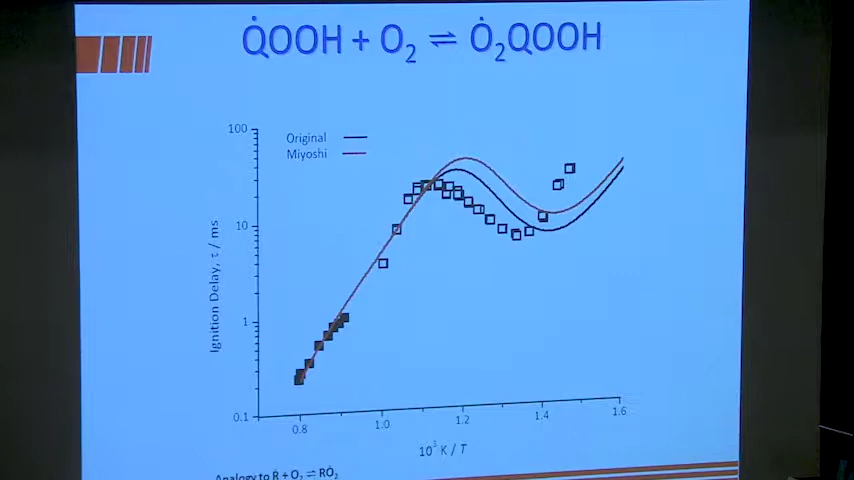 Q̇OOH + O₂ ⇌ Ȯ₂QOOH
Original
Miyoshi
100
10
1
0.1
Ignition Delay, τ / ms
0.8
1.0
1.2
1.4
1.6
10³ K / T
Analogy to Ṙ + O₂ ⇌ RȮ₂